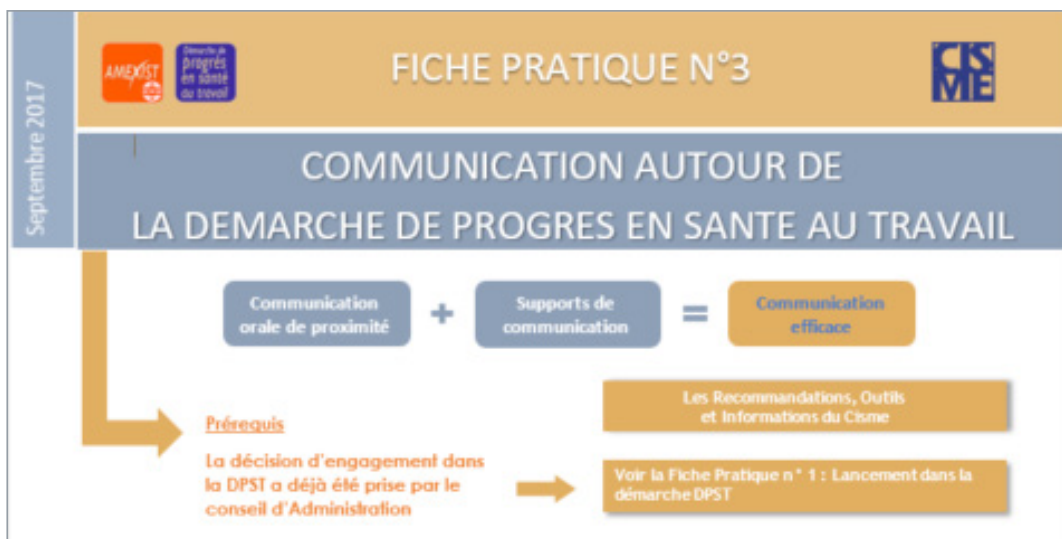 Septembre 2017
AMEXIST
Démarche de
progrès
en santé
au travail
FICHE PRATIQUE N°3
CIS
ME
COMMUNICATION AUTOUR DE
LA DEMARCHE DE PROGRES EN SANTE AU TRAVAIL
Communication
orale de proximité
+
Supports de
communication
=
Communication
efficace
Prérequis
La décision d'engagement dans
la DPST a déjà été prise par le
conseil d'Administration
Les Recommandations, Outils
et Informations du Cisme
Voir la Fiche Pratique n° 1 : Lancement dans la
démarche DPST